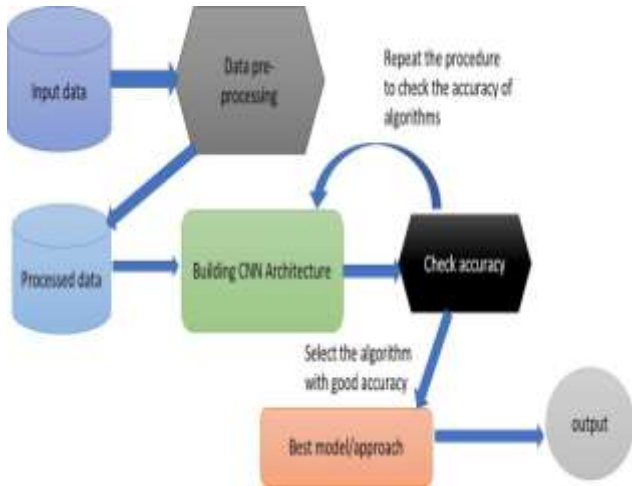 Input data
Data pre-
processing
Repeat the procedure
to check the accuracy of
algorithms
Processed data
Building CNN Architecture
Check accuracy
Select the algorithm
with good accuracy
Best model/approach
output